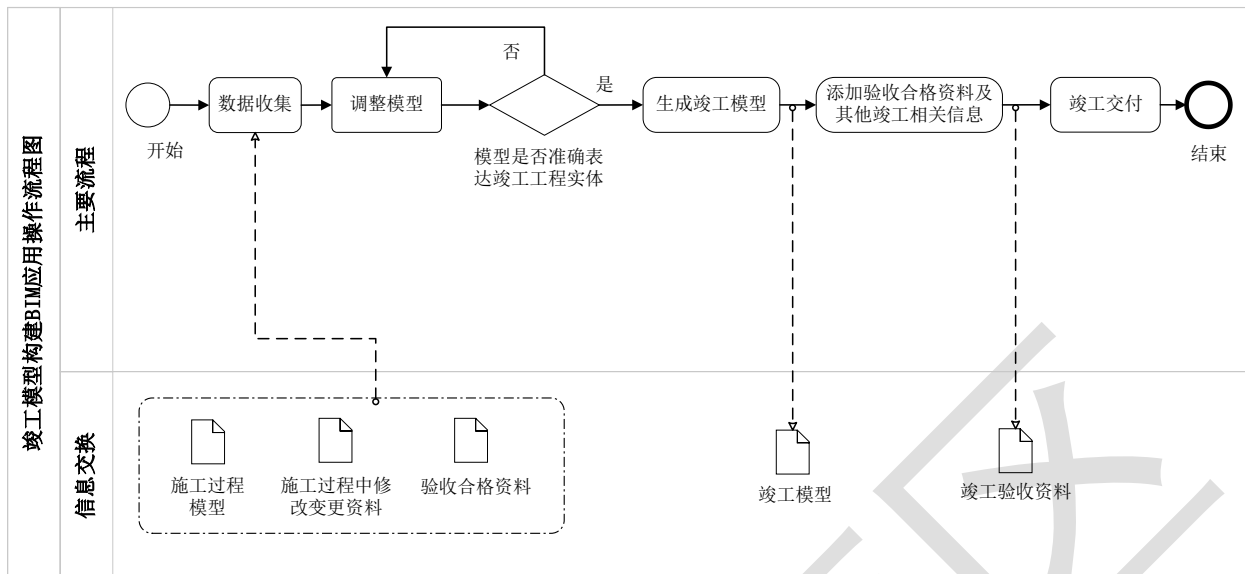 竣工模型构建BIM应用操作流程图
主要流程
否
是
数据收集
调整模型
生成竣工模型
添加验收合格资料及
其他竣工相关信息
竣工交付
开始
模型是否准确表
达竣工工程实体
结束
信息交换
施工过程
模型
施工过程中修
改变更资料
验收合格资料
竣工模型
竣工验收资料
区